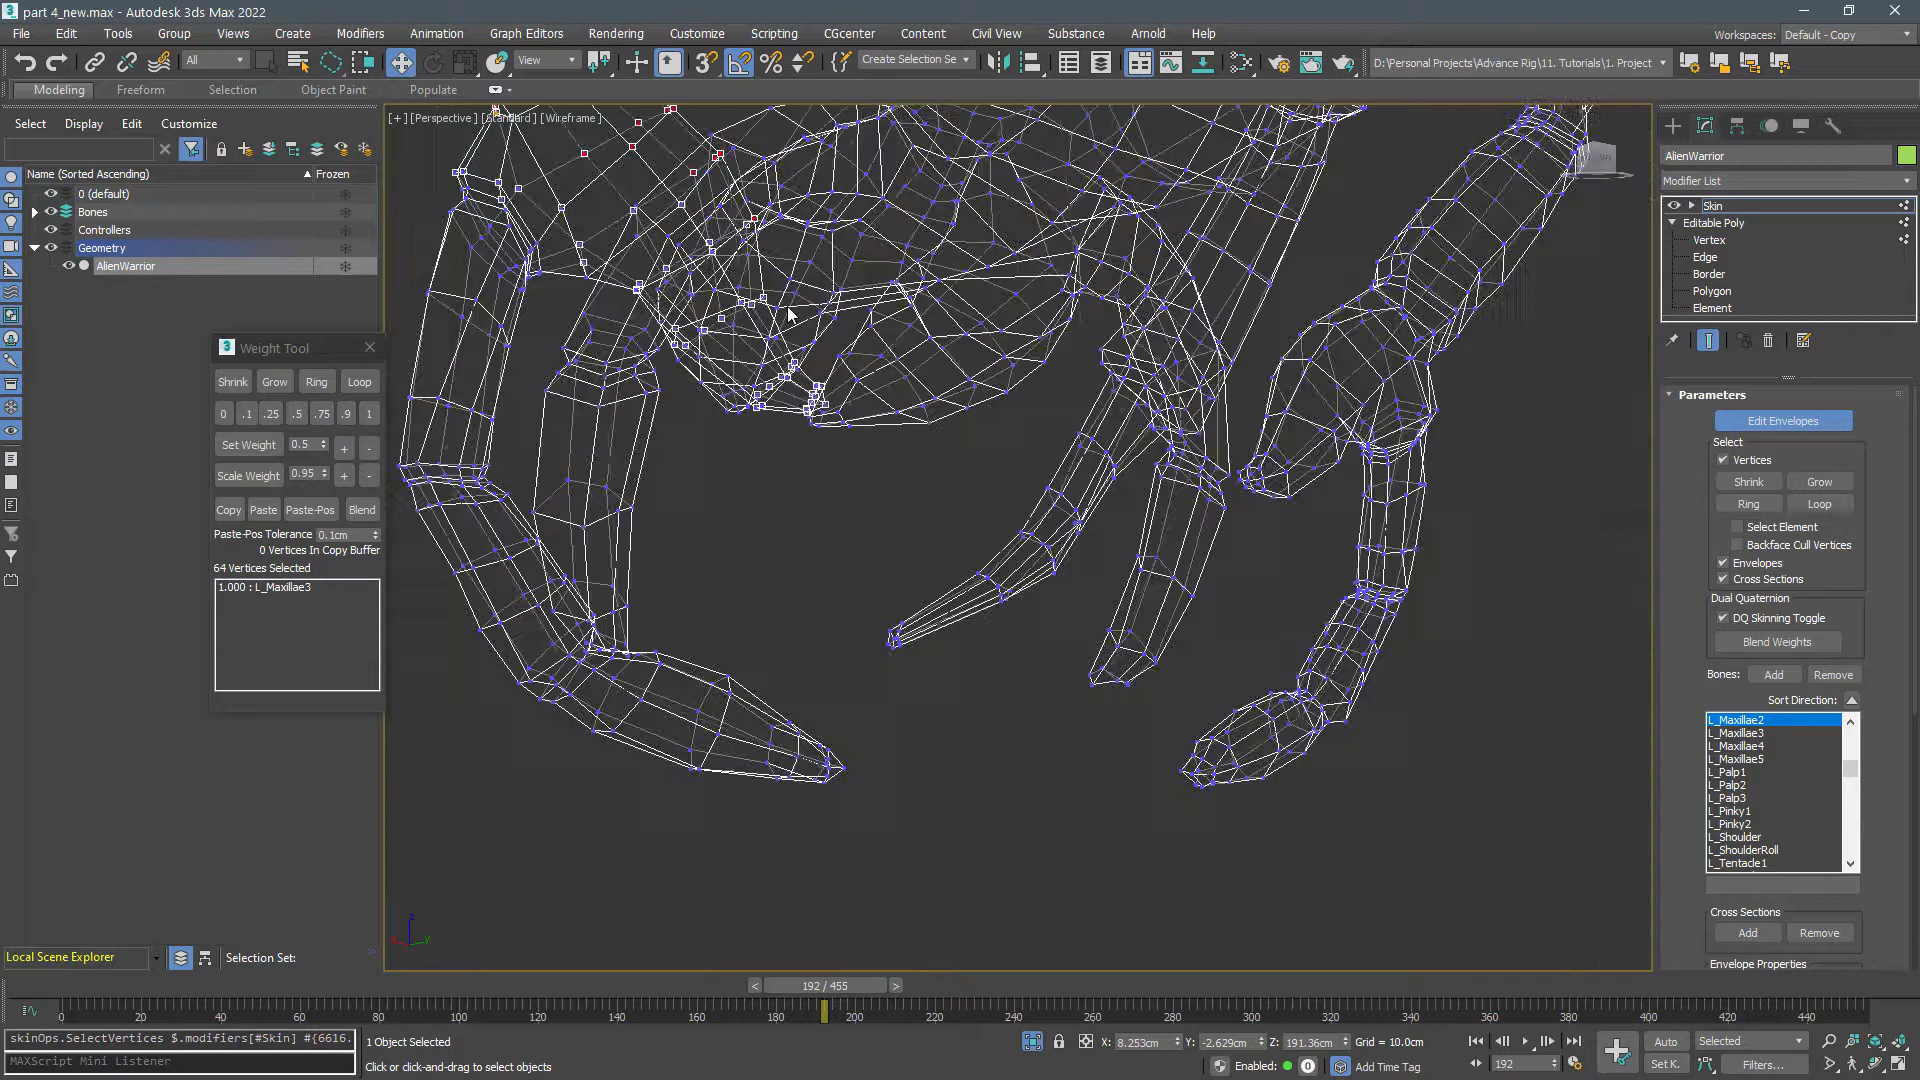 part 4_new.max - Autodesk 3ds Max 2022
File Edit Tools Group Views Create Modifiers Animation Graph Editors Rendering Customize Scripting CGcenter Content Civil View Substance Arnold Help
Workspaces: Default - Copy
All View Create Selection Se D:\Personal Projects\Advance Rig\11. Tutorials\1. Project
Modeling Freeform Selection Object Paint Populate
Select Display Edit Customize
Name (Sorted Ascending) Frozen
0 (default)
Bones
Controllers
Geometry
AlienWarrior
[+] [Perspective] [Standard] [Wireframe]
Weight Tool
Shrink Grow Ring Loop
0 .1 .25 .5 .75 .9 1
Set Weight 0.5 + -
Scale Weight 0.95 + -
Copy Paste Paste-Pos Blend
Paste-Pos Tolerance 0.1cm
0 Vertices In Copy Buffer
64 Vertices Selected
1.000 : L_Maxillae3
AlienWarrior
Modifier List
Skin
Editable Poly
Vertex
Edge
Border
Polygon
Element
Parameters
Edit Envelopes
Select
Vertices
Shrink Grow
Ring Loop
Select Element
Backface Cull Vertices
Envelopes
Cross Sections
Dual Quaternion
DQ Skinning Toggle
Blend Weights
Bones: Add Remove
Sort Direction:
L_Maxillae2
L_Maxillae3
L_Maxillae4
L_Maxillae5
L_Palp1
L_Palp2
L_Palp3
L_Pinky1
L_Pinky2
L_Shoulder
L_ShoulderRoll
L_Tentacle1
Cross Sections
Add Remove
Envelope Properties
Local Scene Explorer Selection Set:
192 / 455
0 20 40 60 80 100 120 140 160 180 200 220 240 260 280 300 320 340 360 380 400 420 440
skinOps.SelectVertices $.modifiers[#Skin] #{6616.
MAXScript Mini Listener
1 Object Selected
Click or click-and-drag to select objects
X: 8.253cm Y: -2.629cm Z: 191.36cm Grid = 10.0cm
Enabled: 0 Add Time Tag
192
Auto Selected
Set K. Filters...